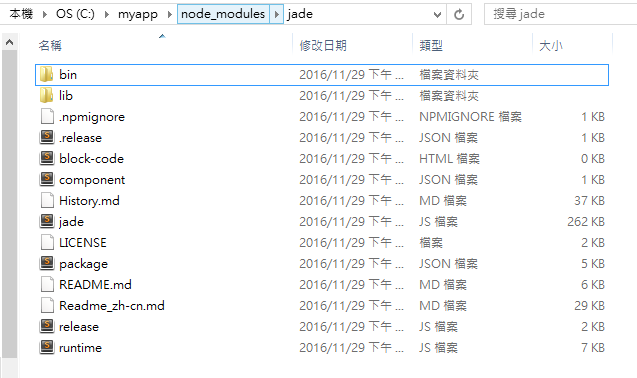 本機 › OS (C:) › myapp › node_modules › jade
搜尋 jade
名稱 修改日期 類型 大小
bin 2016/11/29 下午 ... 檔案資料夾
lib 2016/11/29 下午 ... 檔案資料夾
.npmignore 2016/11/29 下午 ... NPMIGNORE 檔案 1 KB
.release 2016/11/29 下午 ... JSON 檔案 1 KB
block-code 2016/11/29 下午 ... HTML 檔案 0 KB
component 2016/11/29 下午 ... JSON 檔案 1 KB
History.md 2016/11/29 下午 ... MD 檔案 37 KB
jade 2016/11/29 下午 ... JS 檔案 262 KB
LICENSE 2016/11/29 下午 ... 檔案 2 KB
package 2016/11/29 下午 ... JSON 檔案 5 KB
README.md 2016/11/29 下午 ... MD 檔案 6 KB
Readme_zh-cn.md 2016/11/29 下午 ... MD 檔案 29 KB
release 2016/11/29 下午 ... JS 檔案 2 KB
runtime 2016/11/29 下午 ... JS 檔案 7 KB